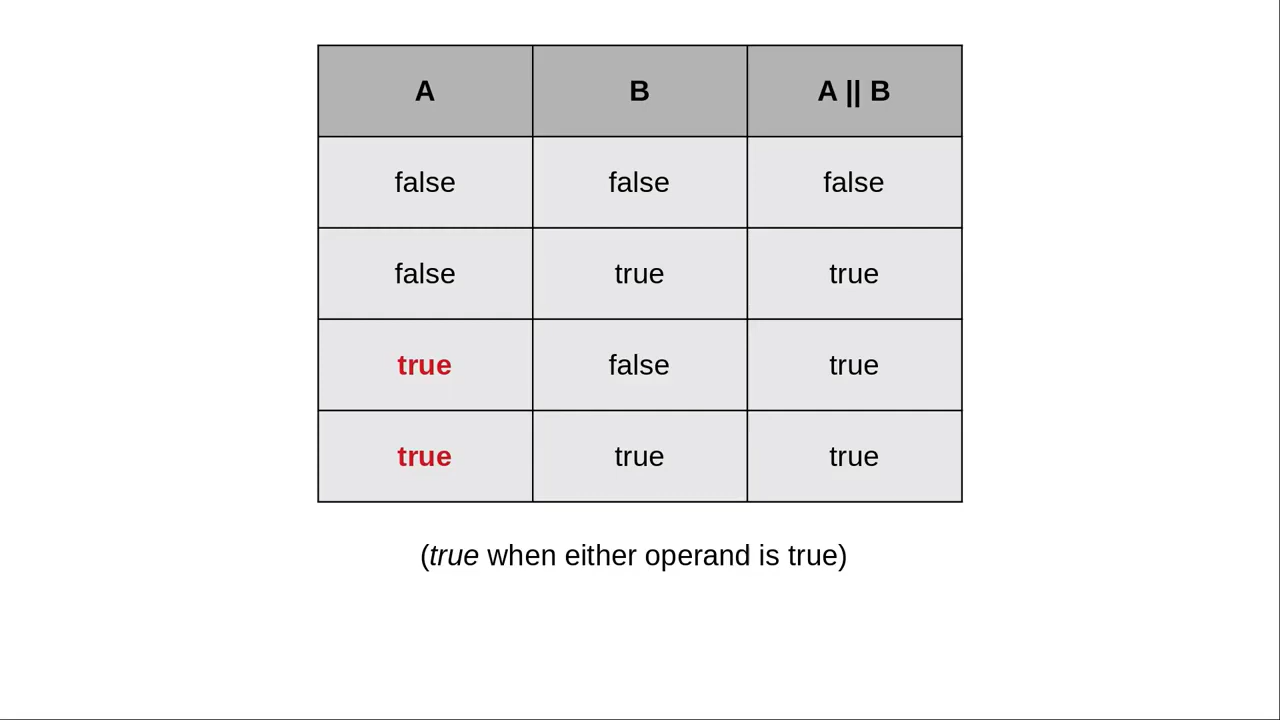 A B A || B
false false false
false true true
true false true
true true true
(true when either operand is true)